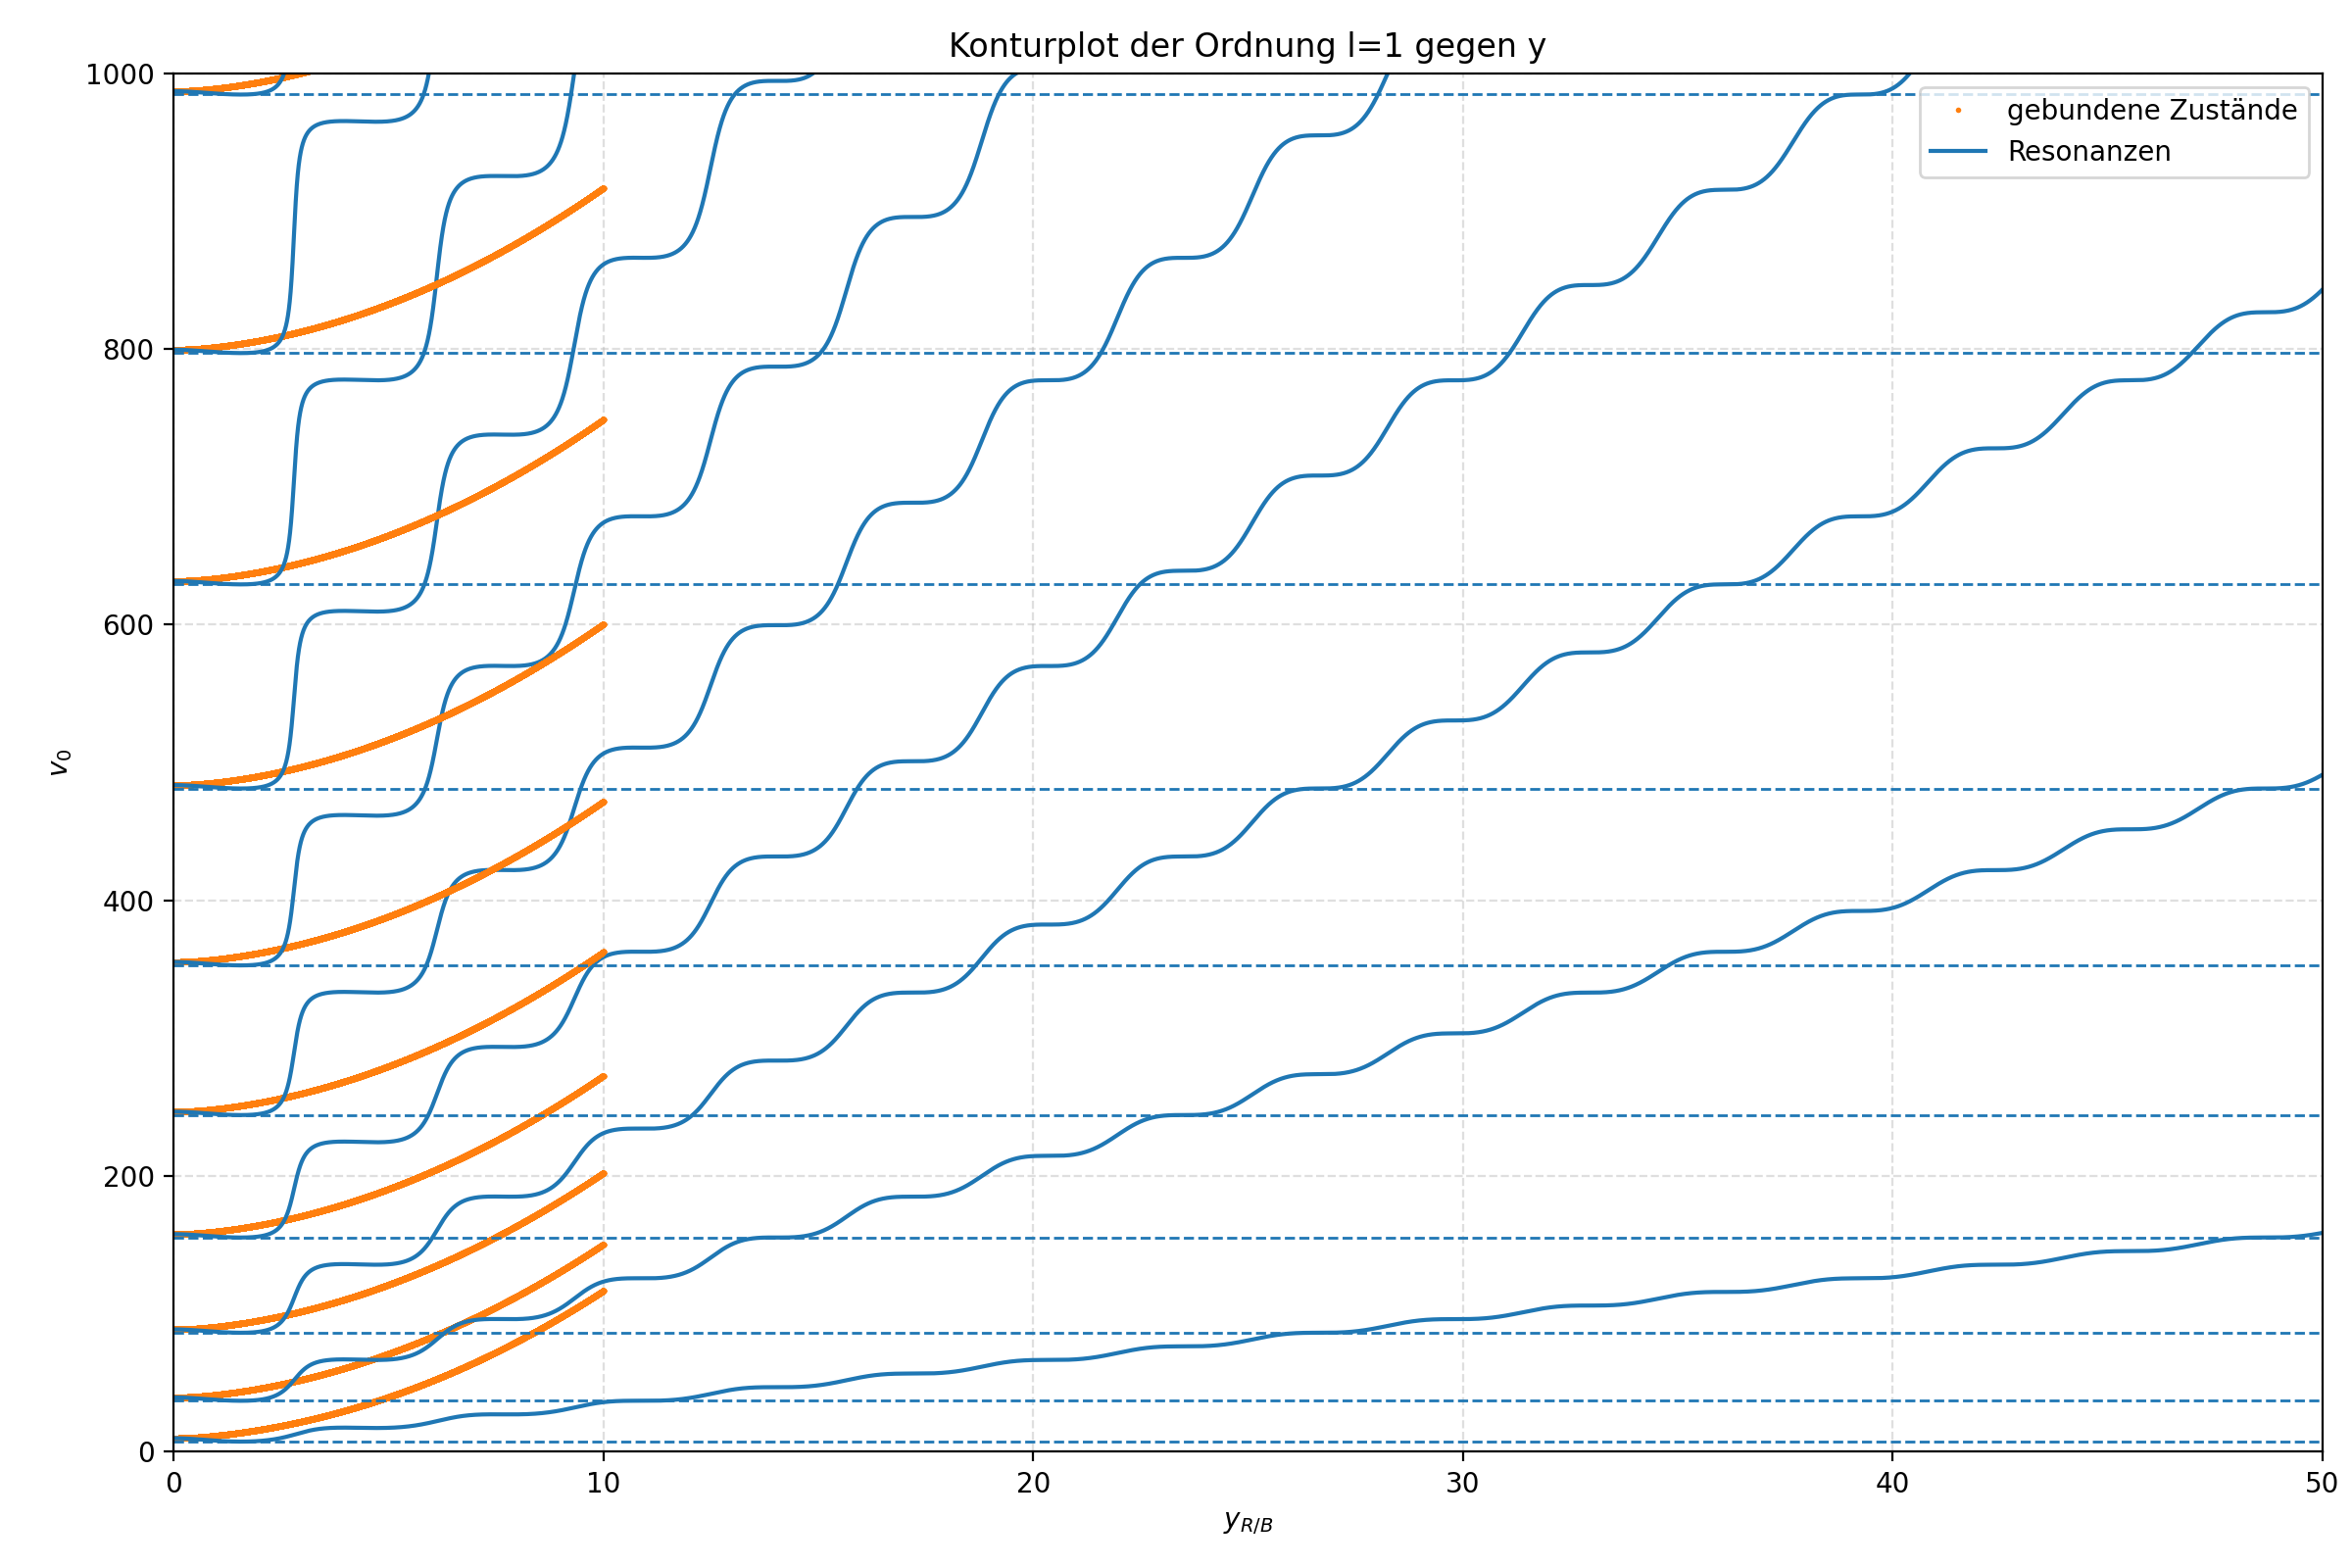 Konturplot der Ordnung l=1 gegen y
1000
800
600
400
200
0
v₀
gebundene Zustände
Resonanzen
0 10 20 30 40 50
y_{R/B}